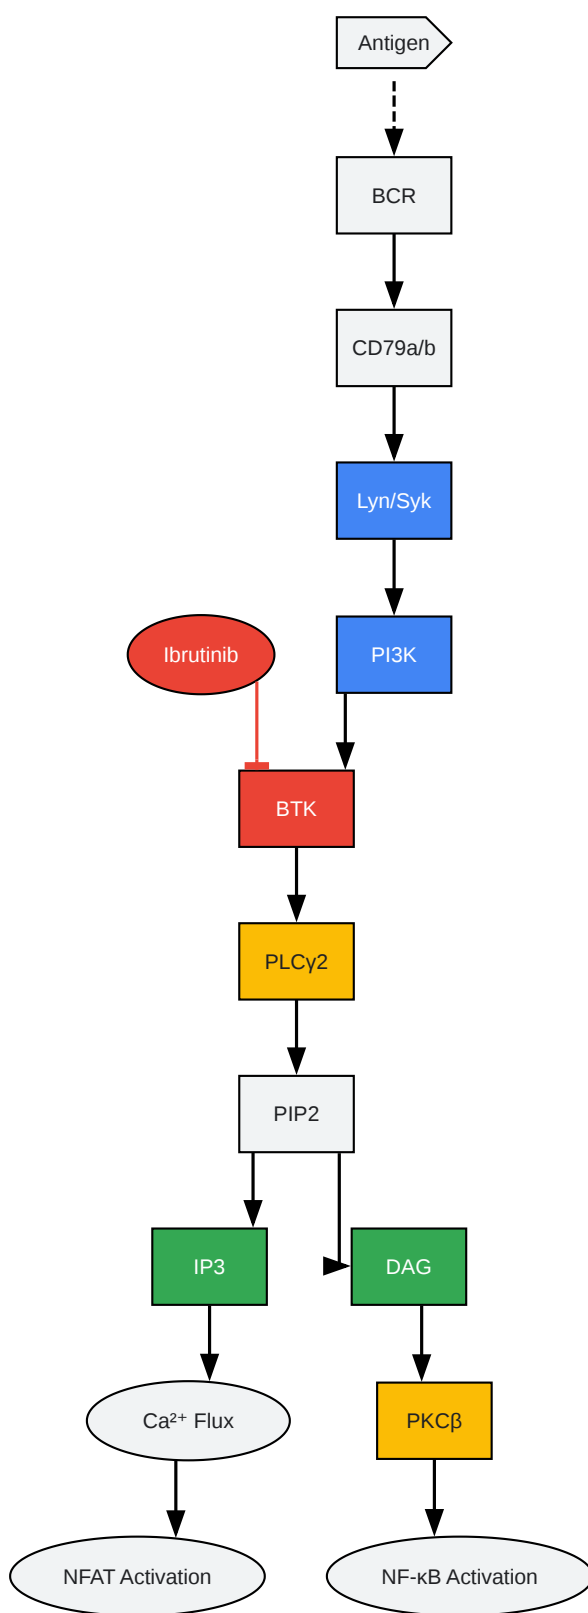 Antigen
BCR
CD79a/b
Lyn/Syk
Ibrutinib
PI3K
BTK
PLCγ2
PIP2
IP3
DAG
Ca²⁺ Flux
PKCβ
NFAT Activation
NF-κB Activation